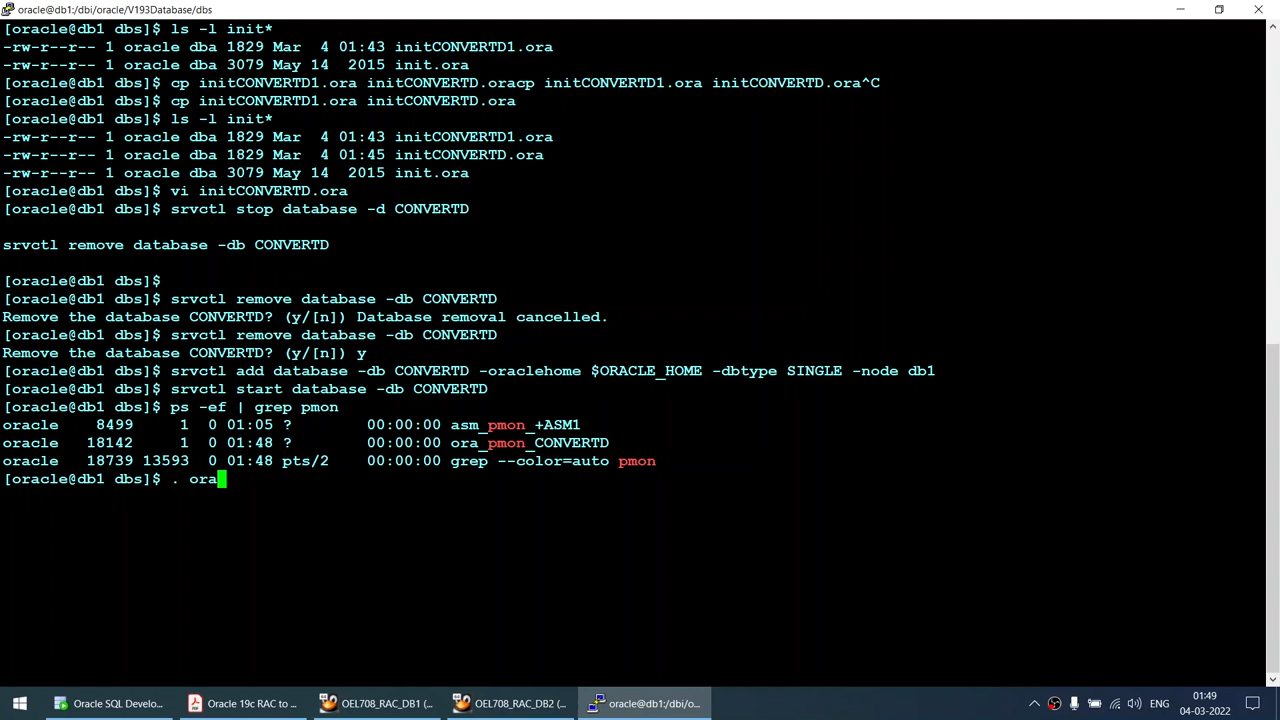 oracle@db1:/dbi/oracle/V193Database/dbs
[oracle@db1 dbs]$ ls -l init*
-rw-r--r-- 1 oracle dba 1829 Mar  4 01:43 initCONVERTD1.ora
-rw-r--r-- 1 oracle dba 3079 May 14  2015 init.ora
[oracle@db1 dbs]$ cp initCONVERTD1.ora initCONVERTD.oracp initCONVERTD1.ora initCONVERTD.ora^C
[oracle@db1 dbs]$ cp initCONVERTD1.ora initCONVERTD.ora
[oracle@db1 dbs]$ ls -l init*
-rw-r--r-- 1 oracle dba 1829 Mar  4 01:43 initCONVERTD1.ora
-rw-r--r-- 1 oracle dba 1829 Mar  4 01:45 initCONVERTD.ora
-rw-r--r-- 1 oracle dba 3079 May 14  2015 init.ora
[oracle@db1 dbs]$ vi initCONVERTD.ora
[oracle@db1 dbs]$ srvctl stop database -d CONVERTD
srvctl remove database -db CONVERTD
[oracle@db1 dbs]$
[oracle@db1 dbs]$ srvctl remove database -db CONVERTD
Remove the database CONVERTD? (y/[n]) Database removal cancelled.
[oracle@db1 dbs]$ srvctl remove database -db CONVERTD
Remove the database CONVERTD? (y/[n]) y
[oracle@db1 dbs]$ srvctl add database -db CONVERTD -oraclehome $ORACLE_HOME -dbtype SINGLE -node db1
[oracle@db1 dbs]$ srvctl start database -db CONVERTD
[oracle@db1 dbs]$ ps -ef | grep pmon
oracle    8499     1  0 01:05 ?        00:00:00 asm_pmon_+ASM1
oracle   18142     1  0 01:48 ?        00:00:00 ora_pmon_CONVERTD
oracle   18739 13593  0 01:48 pts/2    00:00:00 grep --color=auto pmon
[oracle@db1 dbs]$ . ora
Oracle SQL Develo...
Oracle 19c RAC to ...
OEL708_RAC_DB1 (...
OEL708_RAC_DB2 (...
oracle@db1:/dbi/o...
ENG
01:49
04-03-2022